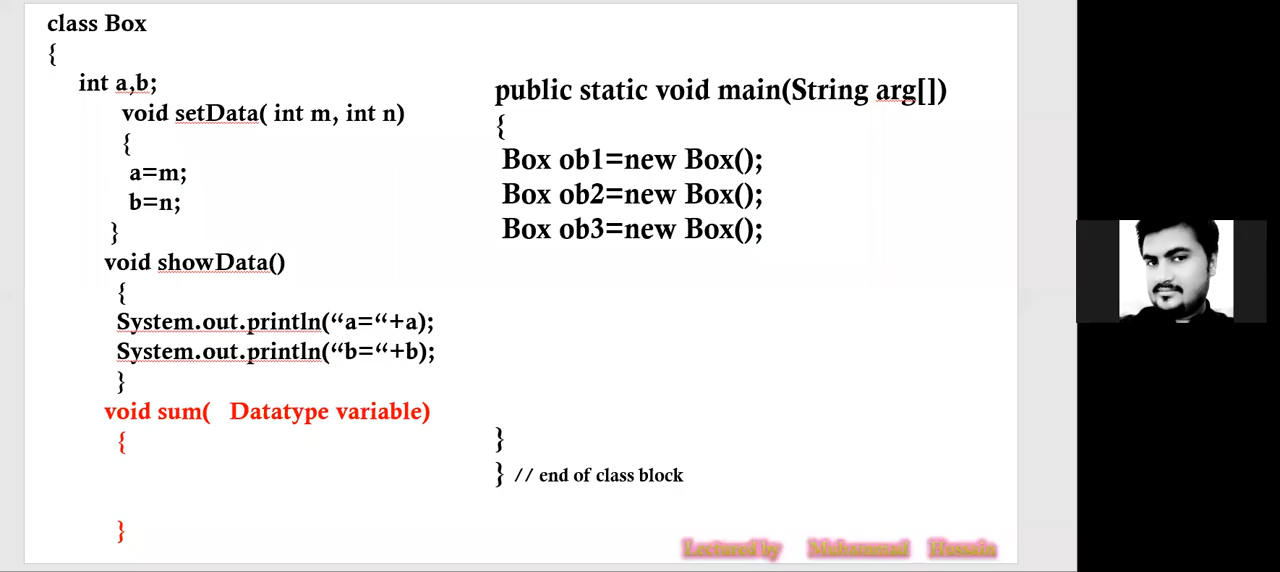 class Box
{
int a,b;
void setData( int m, int n)
{
a=m;
b=n;
}
void showData()
{
System.out.println(“a=“+a);
System.out.println(“b=“+b);
}
void sum( Datatype variable)
{
}
public static void main(String arg[])
{
Box ob1=new Box();
Box ob2=new Box();
Box ob3=new Box();
}
} // end of class block
Lectured by Muhammad Hussain